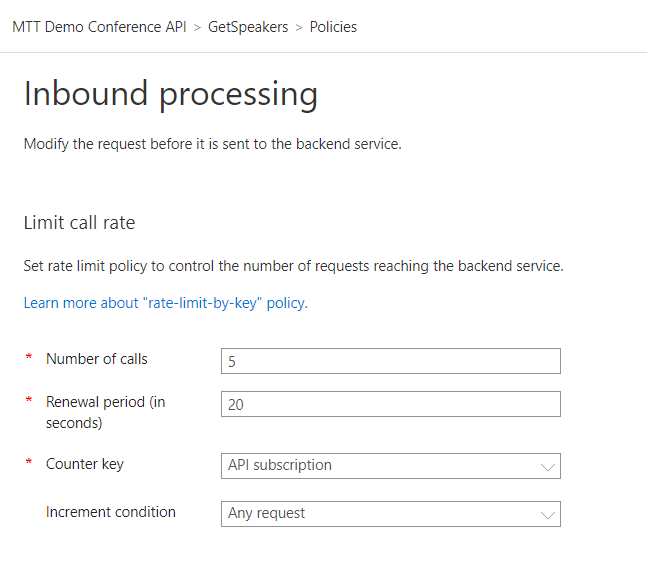 MTT Demo Conference API > GetSpeakers > Policies
Inbound processing
Modify the request before it is sent to the backend service.
Limit call rate
Set rate limit policy to control the number of requests reaching the backend service.
Learn more about "rate-limit-by-key" policy.
* Number of calls 5
* Renewal period (in 20
seconds)
* Counter key API subscription
Increment condition Any request